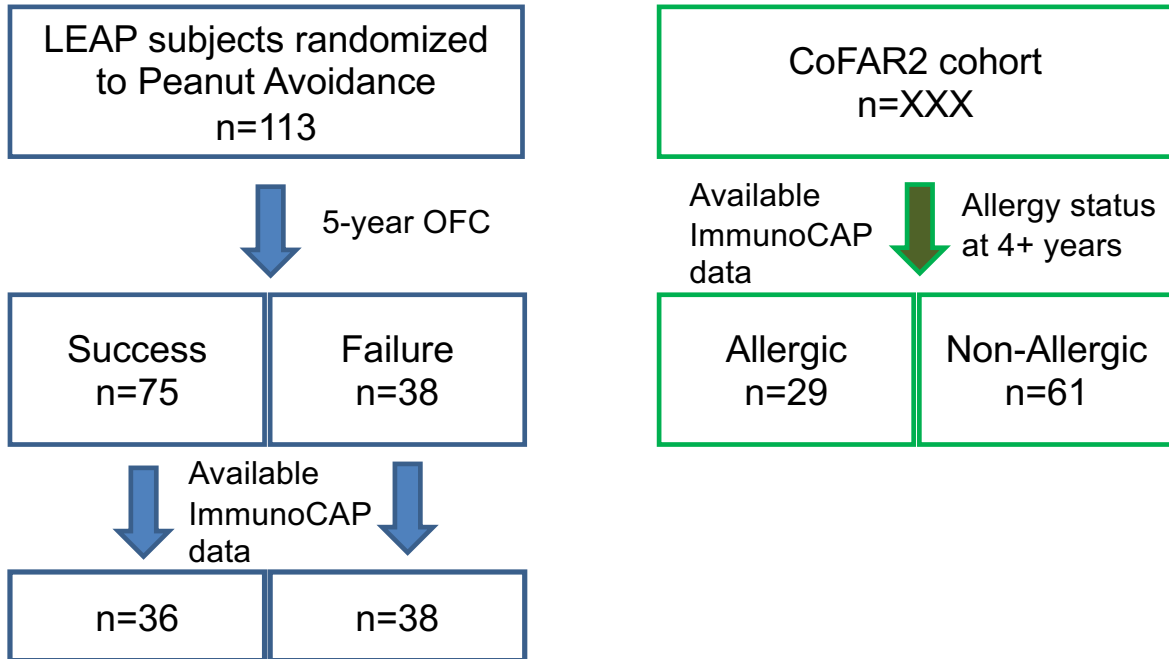 LEAP subjects randomized
to Peanut Avoidance
n=113
5-year OFC
Success
n=75
Failure
n=38
Available
ImmunoCAP
data
n=36
n=38
CoFAR2 cohort
n=XXX
Available
ImmunoCAP
data
Allergy status
at 4+ years
Allergic
n=29
Non-Allergic
n=61